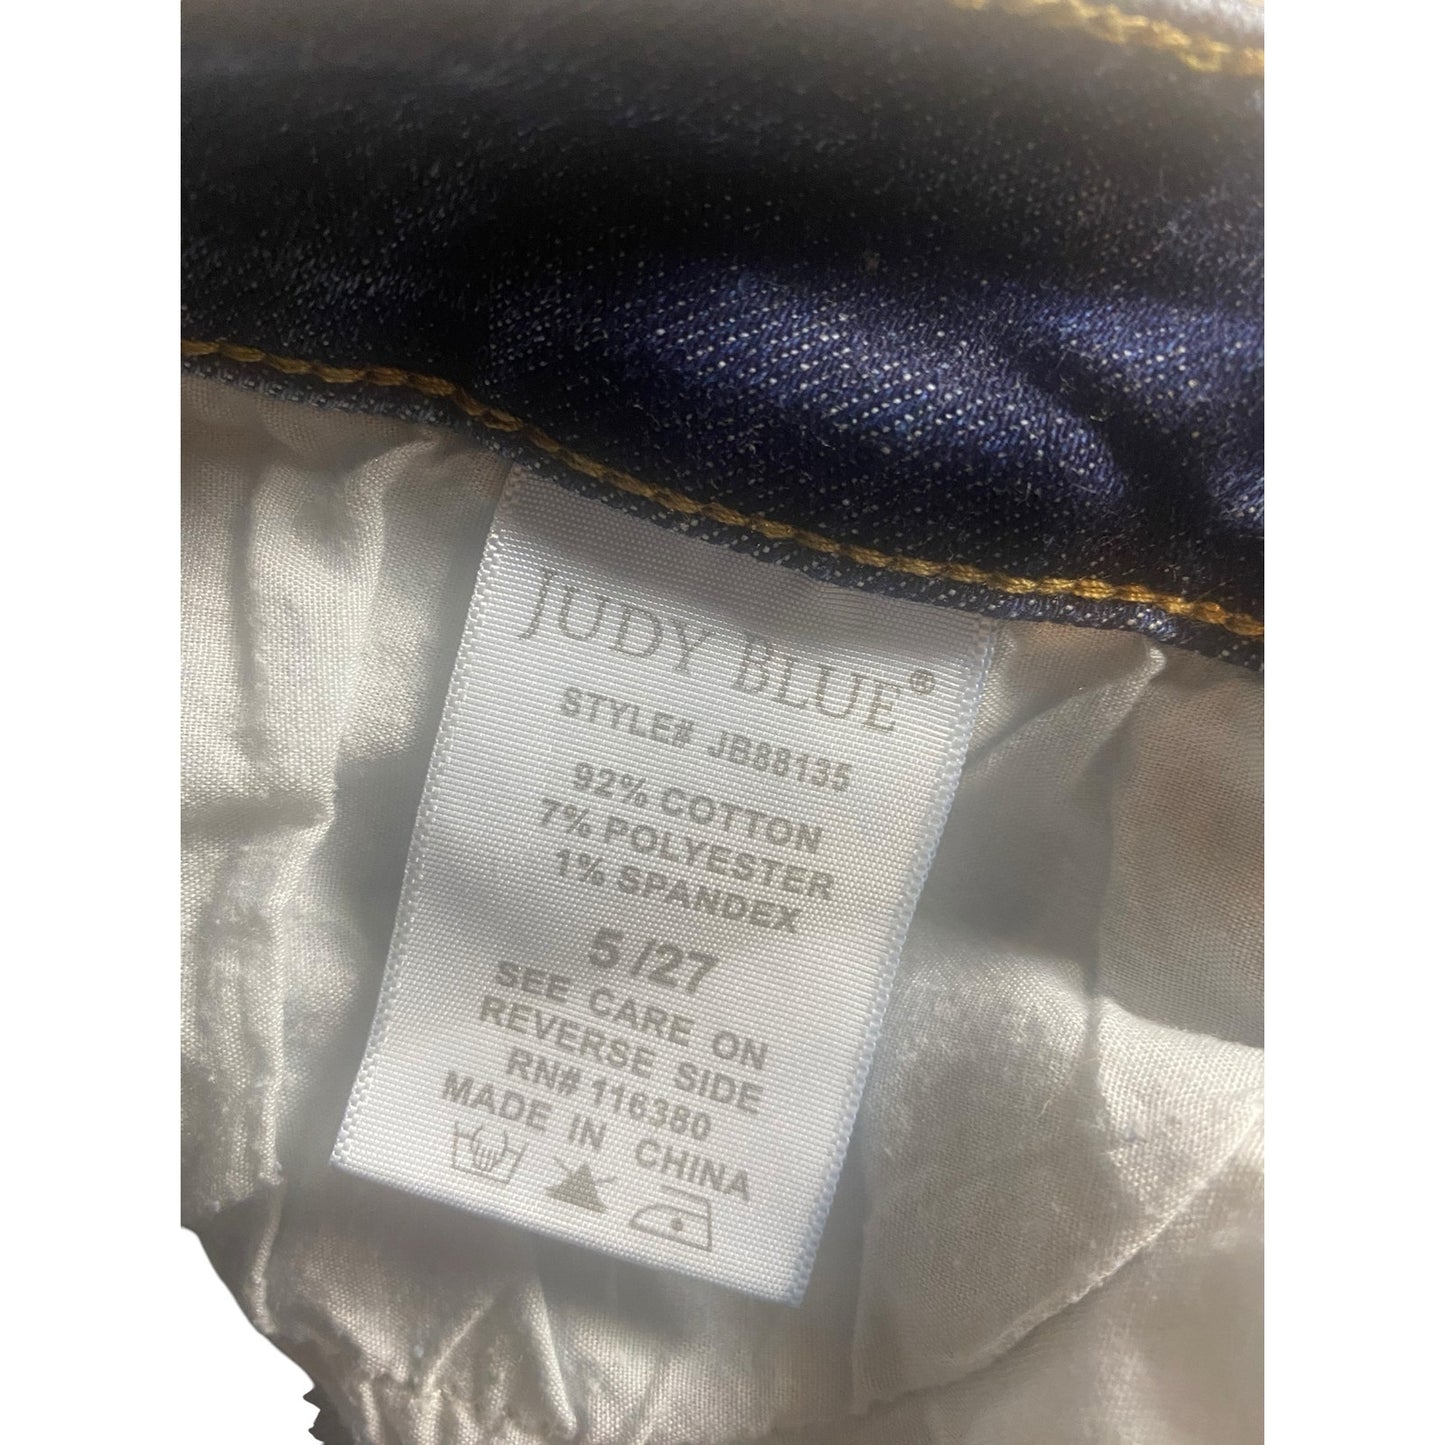 JUDY BLUE®
STYLE# JB88135
92% COTTON
7% POLYESTER
1% SPANDEX
5 /27
SEE CARE ON
REVERSE SIDE
RN# 116380
MADE IN CHINA